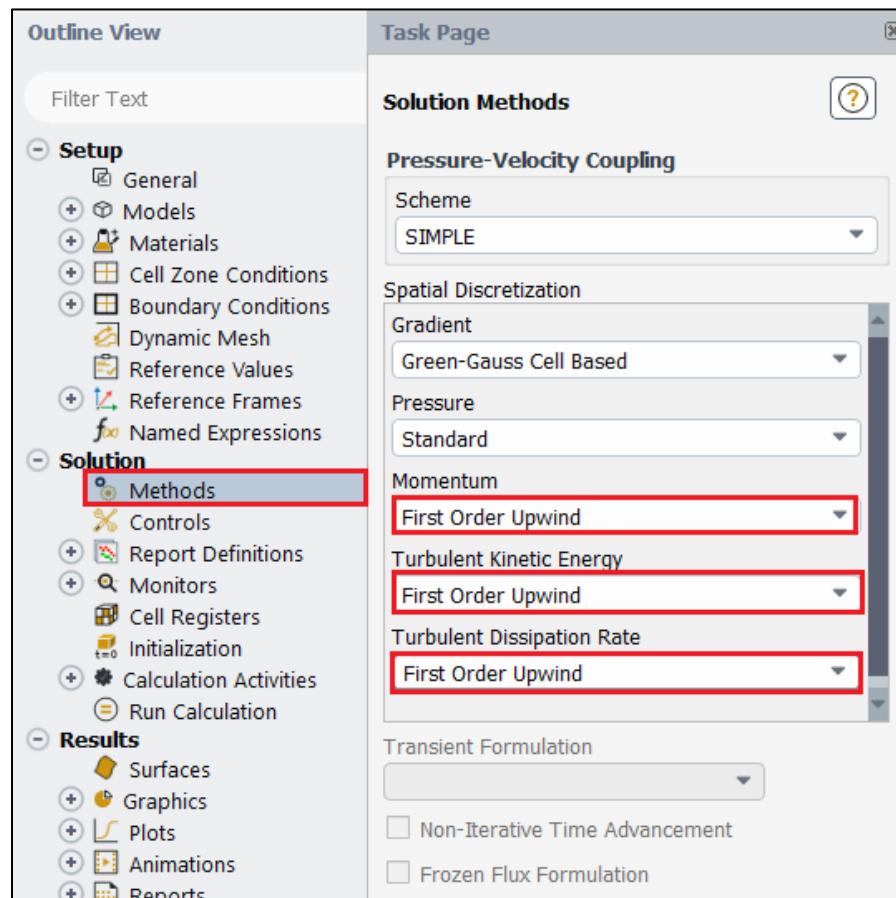 Outline View
Filter Text
Setup
General
Models
Materials
Cell Zone Conditions
Boundary Conditions
Dynamic Mesh
Reference Values
Reference Frames
Named Expressions
Solution
Methods
Controls
Report Definitions
Monitors
Cell Registers
t=0
Initialization
Calculation Activities
Run Calculation
Results
Surfaces
Graphics
Plots
Animations
Reports
Task Page
Solution Methods
?
Pressure-Velocity Coupling
Scheme
SIMPLE
Spatial Discretization
Gradient
Green-Gauss Cell Based
Pressure
Standard
Momentum
First Order Upwind
Turbulent Kinetic Energy
First Order Upwind
Turbulent Dissipation Rate
First Order Upwind
Transient Formulation
Non-Iterative Time Advancement
Frozen Flux Formulation